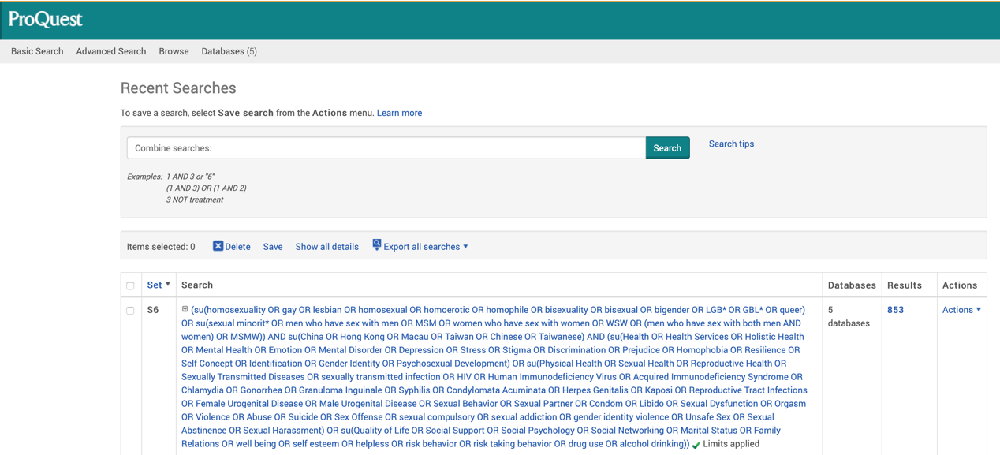 ProQuest
Basic Search Advanced Search Browse Databases (5)
Recent Searches
To save a search, select Save search from the Actions menu. Learn more
Combine searches:
Search
Search tips
Examples: 1 AND 3 or "6"
(1 AND 3) OR (1 AND 2)
3 NOT treatment
Items selected: 0 Delete Save Show all details Export all searches
Set Search Databases Results Actions
S6 (su(homosexuality OR gay OR lesbian OR homosexual OR homoerotic OR homophile OR bisexuality OR bisexual OR bigender OR LGB* OR GBL* OR queer) 5 853 Actions
OR su(sexual minorit* OR men who have sex with men OR MSM OR women who have sex with women OR WSW OR (men who have sex with both men AND databases
women) OR MSMW)) AND su(China OR Hong Kong OR Macau OR Taiwan OR Chinese OR Taiwanese) AND (su(Health OR Health Services OR Holistic Health
OR Mental Health OR Emotion OR Mental Disorder OR Depression OR Stress OR Stigma OR Discrimination OR Prejudice OR Homophobia OR Resilience OR
Self Concept OR Identification OR Gender Identity OR Psychosexual Development) OR su(Physical Health OR Sexual Health OR Reproductive Health OR
Sexually Transmitted Diseases OR sexually transmitted infection OR HIV OR Human Immunodeficiency Virus OR Acquired Immunodeficiency Syndrome OR
Chlamydia OR Gonorrhea OR Granuloma Inguinale OR Syphilis OR Condylomata Acuminata OR Herpes Genitalis OR Kaposi OR Reproductive Tract Infections
OR Female Urogenital Disease OR Male Urogenital Disease OR Sexual Behavior OR Sexual Partner OR Condom OR Libido OR Sexual Dysfunction OR Orgasm
OR Violence OR Abuse OR Suicide OR Sex Offense OR sexual compulsory OR sexual addiction OR gender identity violence OR Unsafe Sex OR Sexual
Abstinence OR Sexual Harassment) OR su(Quality of Life OR Social Support OR Social Psychology OR Social Networking OR Marital Status OR Family
Relations OR well being OR self esteem OR helpless OR risk behavior OR risk taking behavior OR drug use OR alcohol drinking)) Limits applied